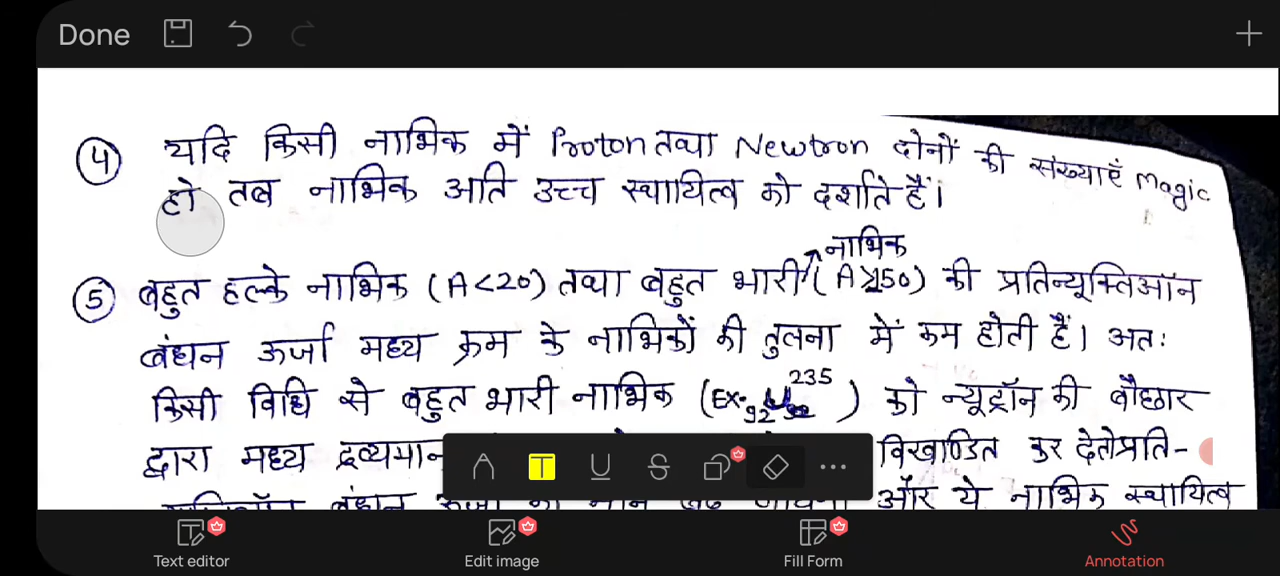 Done
④ यदि किसी नाभिक में Proton तथा Newtron दोनों की संख्याएं Magic
हो तब नाभिक अति उच्च स्थायित्व को दर्शाते हैं।
नाभिक
⑤ बहुत हल्के नाभिक (A<20) तथा बहुत भारी (A 150) की प्रतिन्यूक्तिऑन
बंधन ऊर्जा मध्य क्रम के नाभिकों की तुलना में कम होती हैं। अतः
किसी विधि से बहुत भारी नाभिक (Ex. 92U235) को न्यूट्रॉन की बौछार
द्वारा मध्य द्रव्यमान विखण्डित कर देतो प्रति-
बंधन और ये नाभिक स्थायित्व
Text editor
Edit image
Fill Form
Annotation